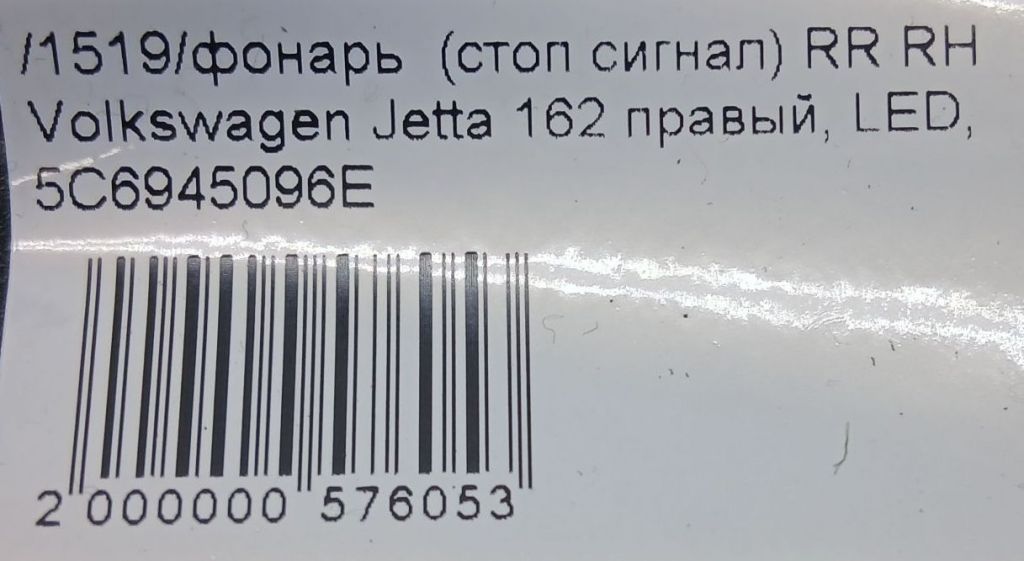 /1519/фонарь (стоп сигнал) RR RH
Volkswagen Jetta 162 правый, LED,
5C6945096E
2 000000 576053